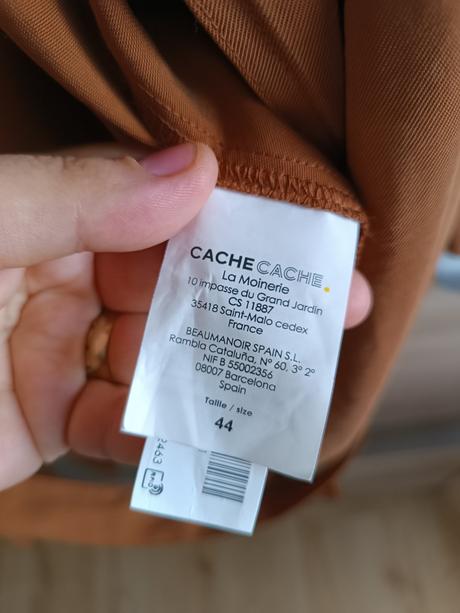 CACHE CACHE.
La Moinerie
10 impasse du Grand Jardin
CS 11887
35418 Saint-Malo cedex
France
BEAUMANOIR SPAIN S.L.
Rambla Cataluña, Nº 60, 3º 2º
NIF B 55002356
08007 Barcelona
Spain
Taille / size
44